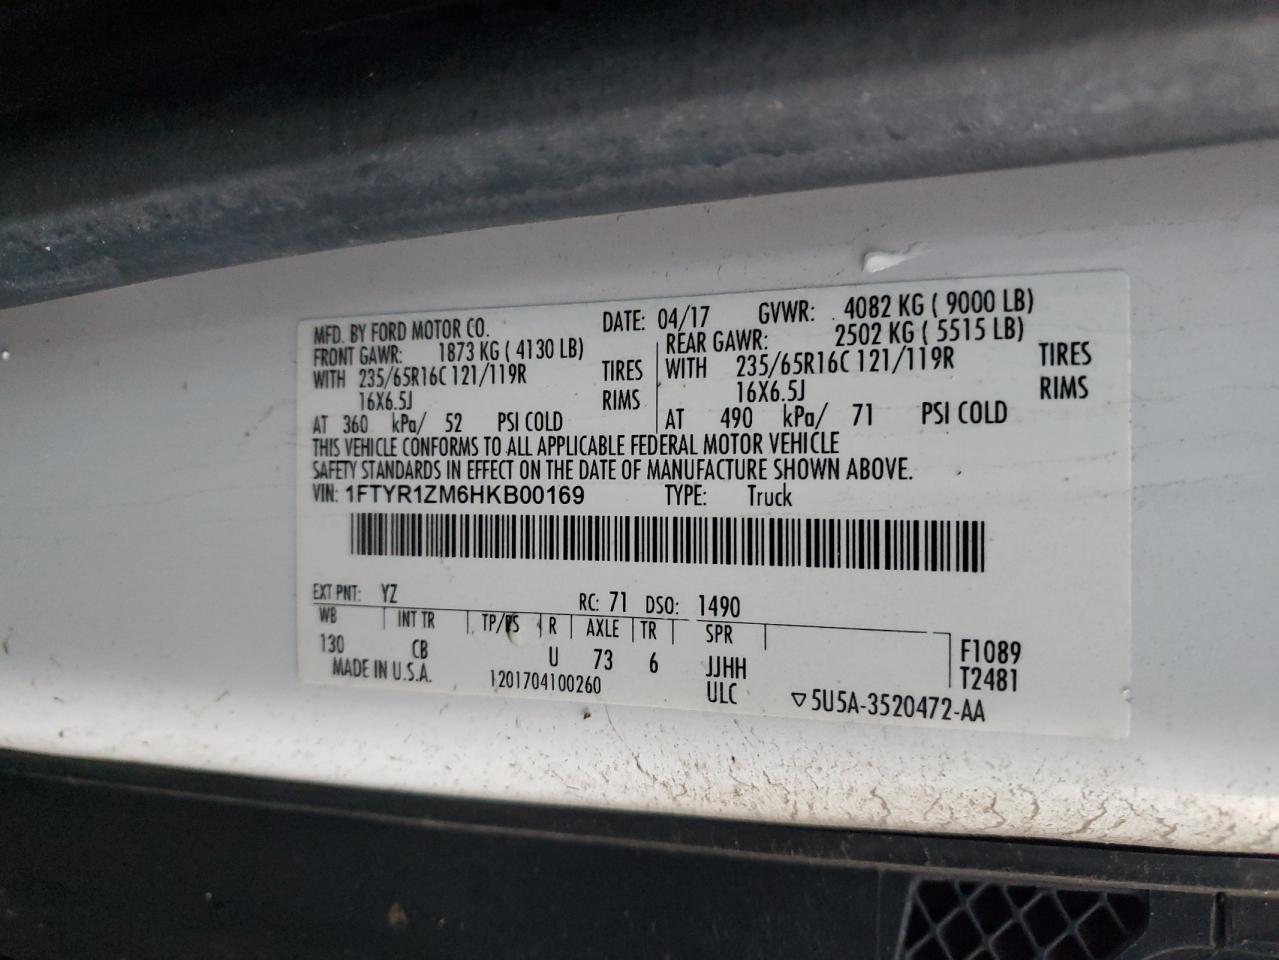 MFD. BY FORD MOTOR CO. DATE: 04/17 GVWR: 4082 KG ( 9000 LB)
FRONT GAWR: 1873 KG ( 4130 LB) REAR GAWR: 2502 KG ( 5515 LB)
WITH 235/65R16C 121/119R TIRES WITH 235/65R16C 121/119R TIRES
16X6.5J RIMS 16X6.5J RIMS
AT 360 kPa/ 52 PSI COLD AT 490 kPa/ 71 PSI COLD
THIS VEHICLE CONFORMS TO ALL APPLICABLE FEDERAL MOTOR VEHICLE
SAFETY STANDARDS IN EFFECT ON THE DATE OF MANUFACTURE SHOWN ABOVE.
VIN: 1FTYR1ZM6HKB00169 TYPE: Truck
EXT PNT: YZ RC: 71 DSO: 1490
WB INT TR TP/PS R AXLE TR SPR F1089
130 CB U 73 6 JJHH T2481
MADE IN U.S.A. 1201704100260 ULC ▽5U5A-3520472-AA